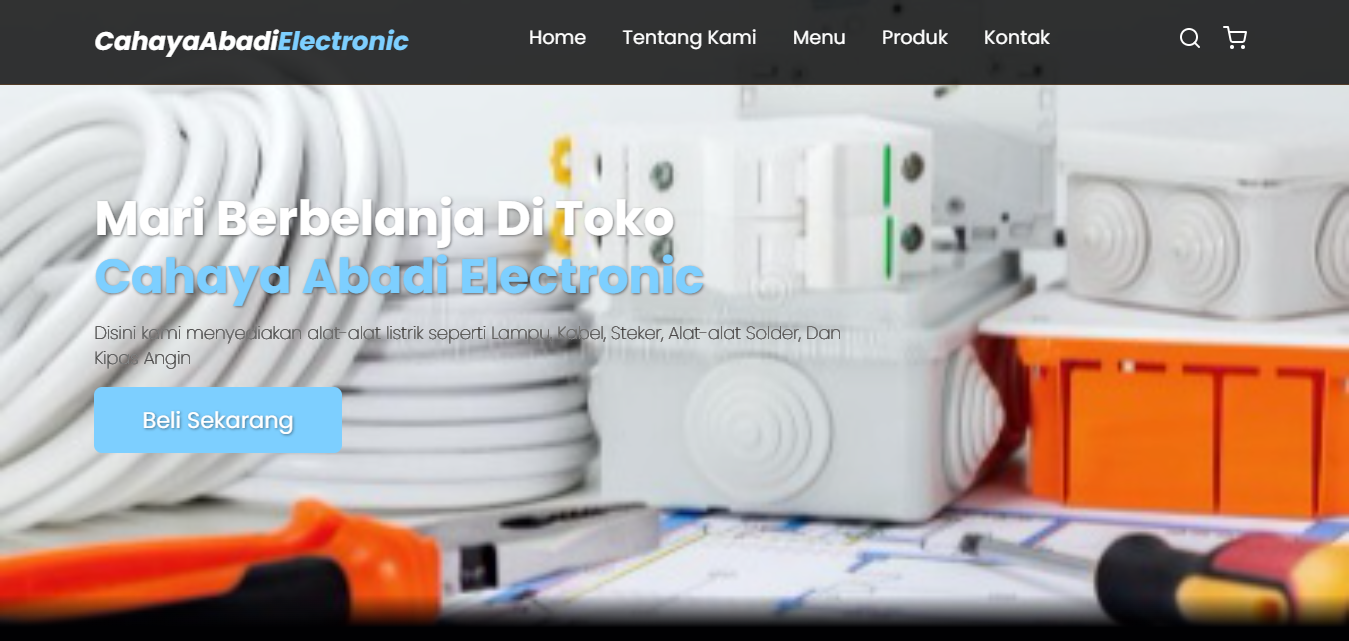 CahayaAbadiElectronic
Home Tentang Kami Menu Produk Kontak
Mari Berbelanja Di Toko
Cahaya Abadi Electronic
Disini kami menyediakan alat-alat listrik seperti Lampu, Kabel, Steker, Alat-alat Solder, Dan
Kipas Angin
Beli Sekarang